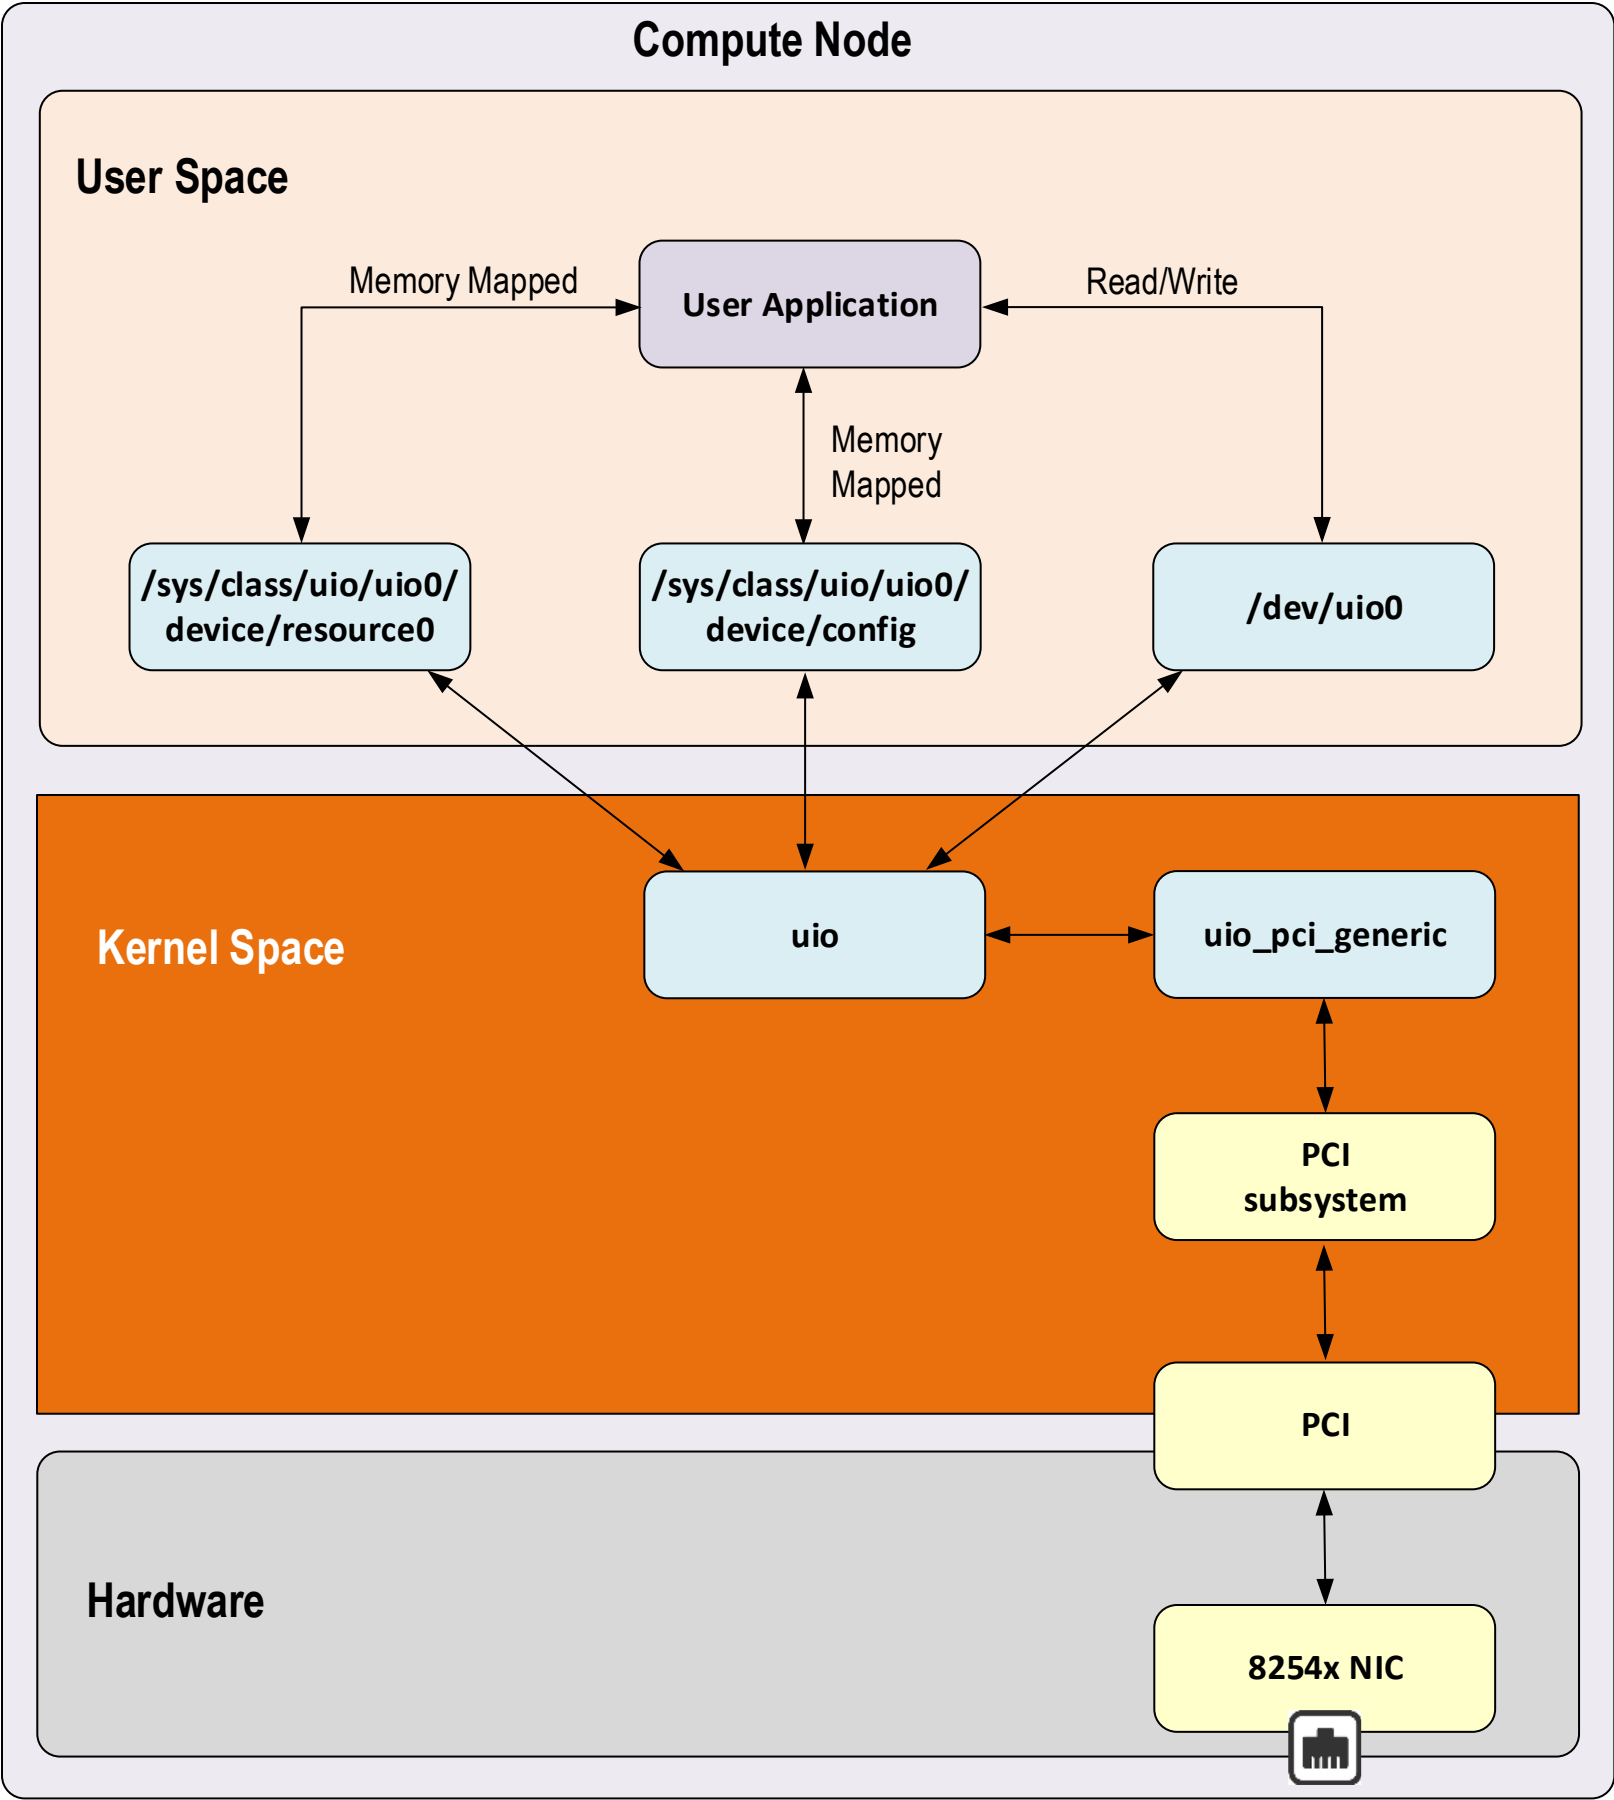 Compute Node
User Space
Memory Mapped
User Application
Read/Write
Memory
Mapped
/sys/class/uio/uio0/
device/resource0
/sys/class/uio/uio0/
device/config
/dev/uio0
Kernel Space
uio
uio_pci_generic
PCI
subsystem
PCI
Hardware
8254x NIC